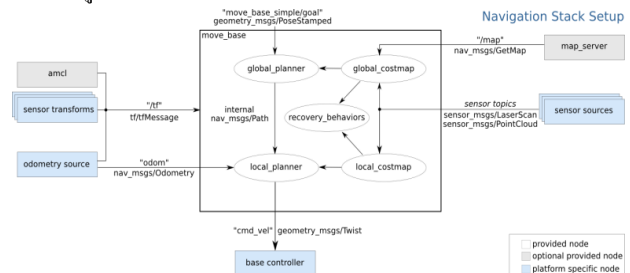 Navigation Stack Setup
"move_base_simple/goal"
geometry_msgs/PoseStamped
move_base
"/map"
nav_msgs/GetMap
map_server
global_planner
global_costmap
amcl
sensor transforms
"/tf"
tf/tfMessage
internal
nav_msgs/Path
recovery_behaviors
sensor topics
sensor_msgs/LaserScan
sensor_msgs/PointCloud
sensor sources
odometry source
"odom"
nav_msgs/Odometry
local_planner
local_costmap
"cmd_vel" geometry_msgs/Twist
base controller
provided node
optional provided node
platform specific node